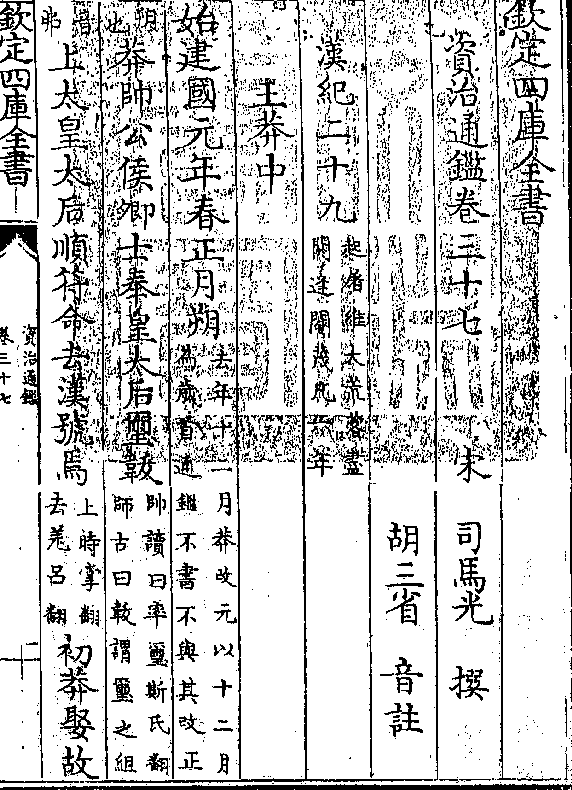 欽定四庫全書
資治通鑑卷三十七 宋 司馬光 撰
胡三省 音註
漢紀二十九 起屠維大荒落盡
閼逢閹茂凡六年
王莽中
始建國元年春正月朔 去年十二月莽改元以十二月
為歲首通鑑不書不與其改正
朔
也
莽帥公侯卿士奉皇太后璽韍 帥讀曰率璽斯氏翻
師古曰韍謂璽之組
音
弗
上太皇太后順符命去漢號焉 上時掌翻
去羌呂翻
初莽娶故
欽定四庫全書
資治通鑑
卷三十七
一